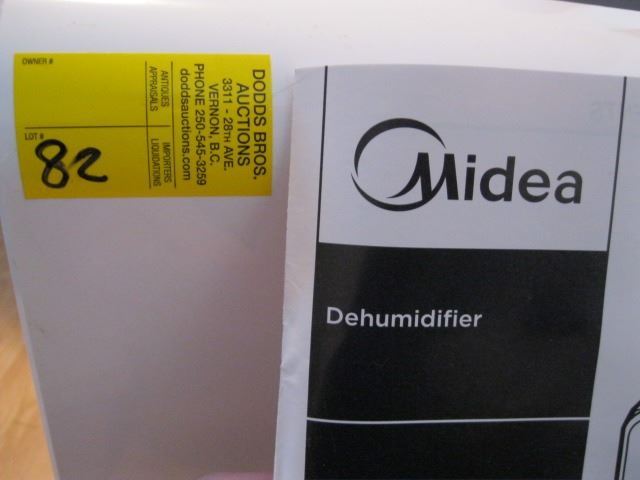 OWNER #
LOT #
82
ANTIQUES
APPRAISALS
IMPORTERS
LIQUIDATIONS
DODDS BROS.
AUCTIONS
3311 - 28TH AVE.
VERNON, B.C.
PHONE 250-545-3259
doddsauctions.com
Midea
Dehumidifier